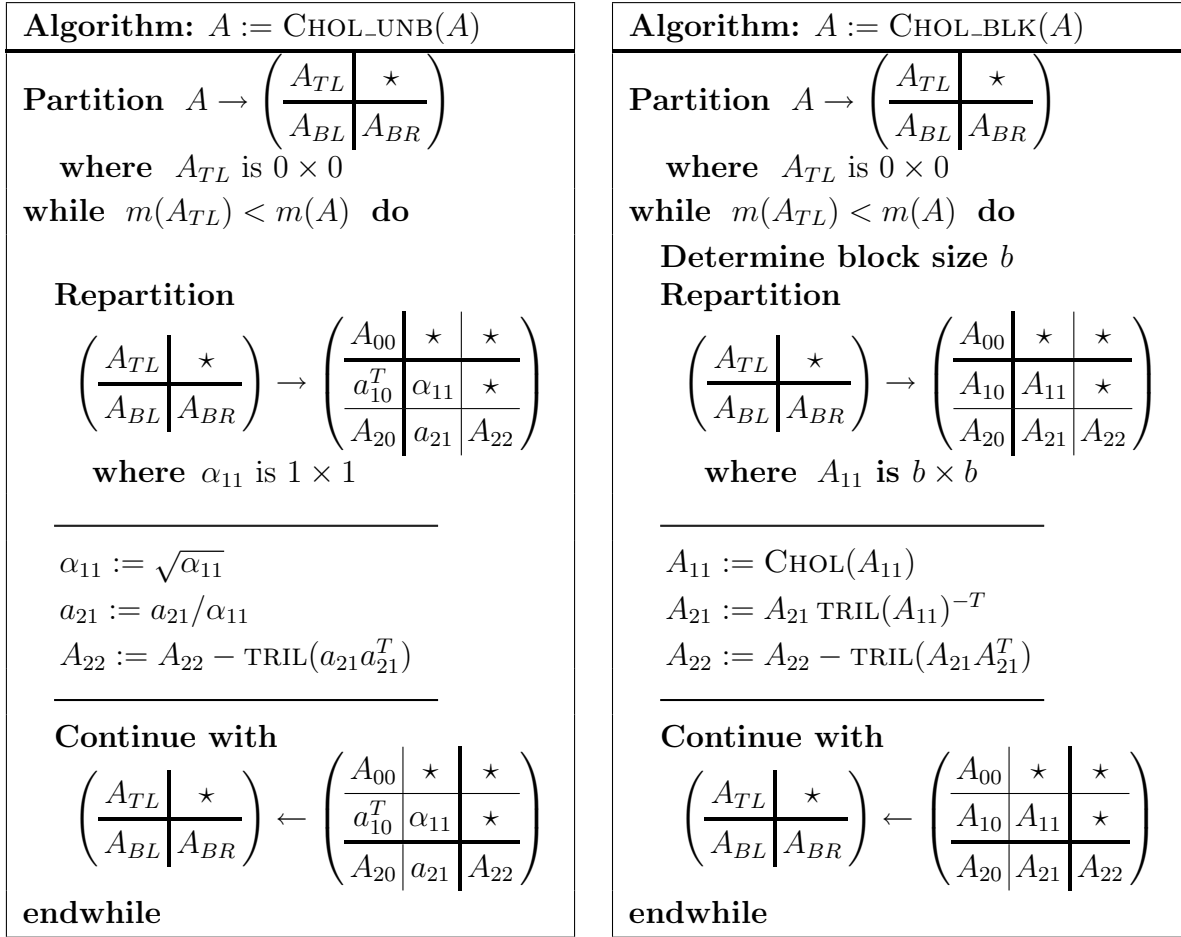 Algorithm: A := CHOL_UNB(A)
Partition A → ( A_TL ⋆ / A_BL A_BR )
where A_TL is 0 × 0
while m(A_TL) < m(A) do
Repartition
( A_TL ⋆ / A_BL A_BR ) → ( A_00 ⋆ ⋆ / a_10^T α_11 ⋆ / A_20 a_21 A_22 )
where α_11 is 1 × 1
α_11 := √α_11
a_21 := a_21/α_11
A_22 := A_22 − TRIL(a_21 a_21^T)
Continue with
( A_TL ⋆ / A_BL A_BR ) ← ( A_00 ⋆ ⋆ / a_10^T α_11 ⋆ / A_20 a_21 A_22 )
endwhile
Algorithm: A := CHOL_BLK(A)
Partition A → ( A_TL ⋆ / A_BL A_BR )
where A_TL is 0 × 0
while m(A_TL) < m(A) do
Determine block size b
Repartition
( A_TL ⋆ / A_BL A_BR ) → ( A_00 ⋆ ⋆ / A_10 A_11 ⋆ / A_20 A_21 A_22 )
where A_11 is b × b
A_11 := CHOL(A_11)
A_21 := A_21 TRIL(A_11)^−T
A_22 := A_22 − TRIL(A_21 A_21^T)
Continue with
( A_TL ⋆ / A_BL A_BR ) ← ( A_00 ⋆ ⋆ / A_10 A_11 ⋆ / A_20 A_21 A_22 )
endwhile